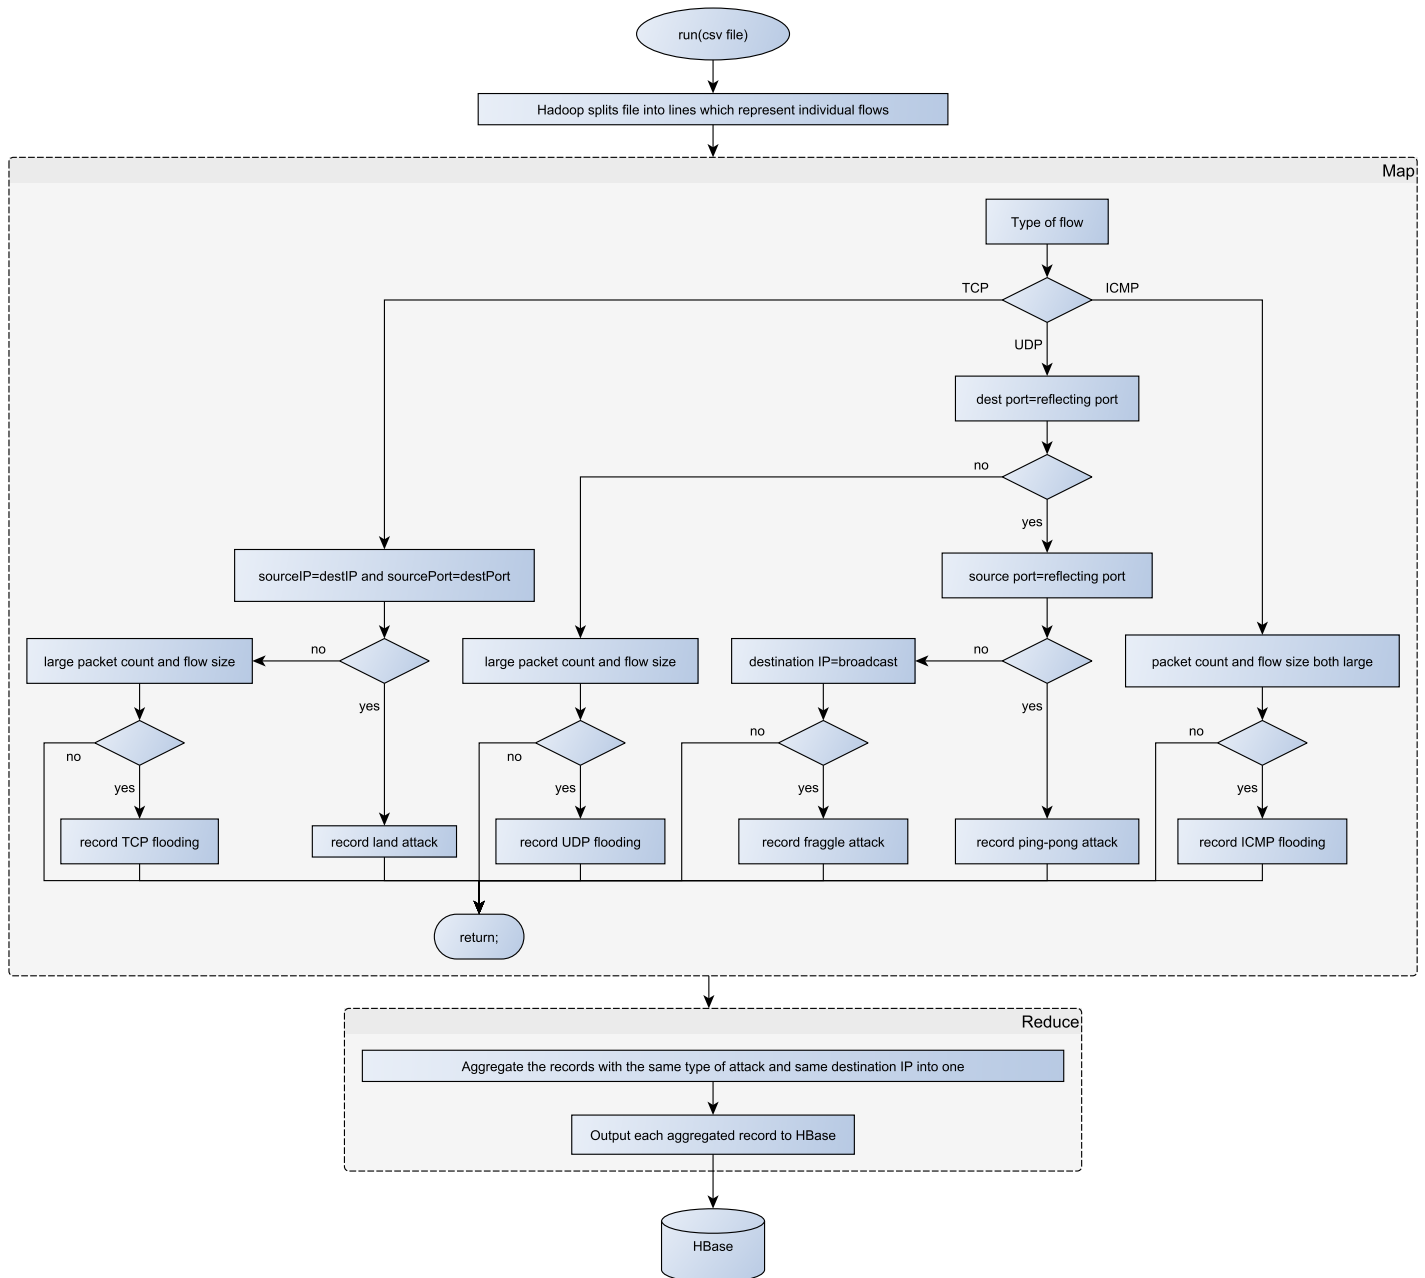 run(csv file)
Hadoop splits file into lines which represent individual flows
Map
Type of flow
TCP
ICMP
UDP
dest port=reflecting port
no
yes
sourceIP=destIP and sourcePort=destPort
source port=reflecting port
large packet count and flow size
no
large packet count and flow size
destination IP=broadcast
no
packet count and flow size both large
yes
yes
no
no
no
no
yes
yes
yes
yes
record TCP flooding
record land attack
record UDP flooding
record fraggle attack
record ping-pong attack
record ICMP flooding
return;
Reduce
Aggregate the records with the same type of attack and same destination IP into one
Output each aggregated record to HBase
HBase